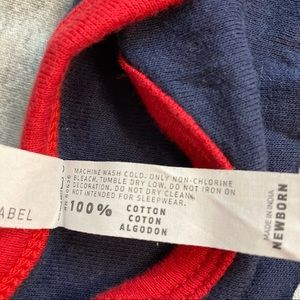 MACHINE WASH COLD. ONLY NON-CHLORINE
BLEACH. TUMBLE DRY LOW. DO NOT IRON ON
DECORATION. DO NOT DRY CLEAN.
NOT INTENDED FOR SLEEPWEAR.
100% COTTON
COTON
ALGODON
MADE IN INDIA
NEWBORN
ABEL